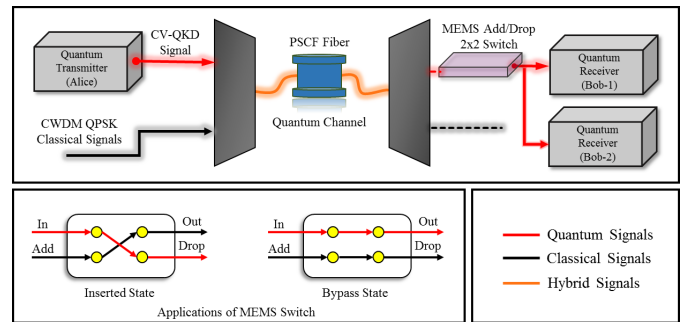 CV-QKD
Signal
Quantum
Transmitter
(Alice)
CWDM QPSK
Classical Signals
PSCF Fiber
Quantum Channel
MEMS Add/Drop
2x2 Switch
Quantum
Receiver
(Bob-1)
Quantum
Receiver
(Bob-2)
In
Out
Add
Drop
Inserted State
In
Out
Add
Drop
Bypass State
Applications of MEMS Switch
Quantum Signals
Classical Signals
Hybrid Signals